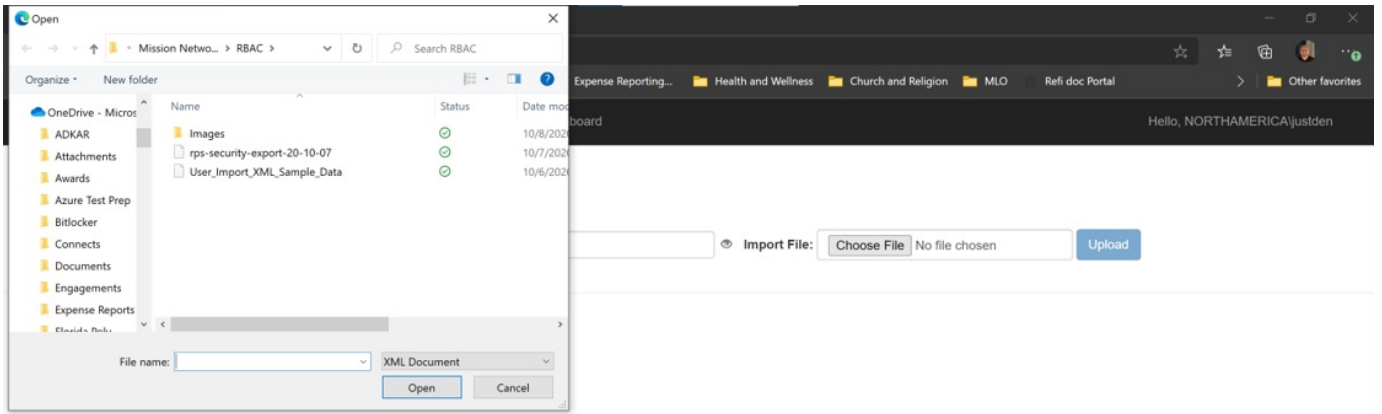 Open
Mission Netwo... > RBAC >
Search RBAC
Organize
New folder
Expense Reporting...
Health and Wellness
Church and Religion
MLO
Refi doc Portal
Other favorites
OneDrive - Micros
Name
Status
Date mod
board
Hello, NORTHAMERICA\justden
ADKAR
Images
10/8/202
Attachments
rps-security-export-20-10-07
10/7/202
Awards
User_Import_XML_Sample_Data
10/6/202
Azure Test Prep
Bitlocker
Connects
Import File:
Choose File
No file chosen
Upload
Documents
Engagements
Expense Reports
File name:
XML Document
Open
Cancel